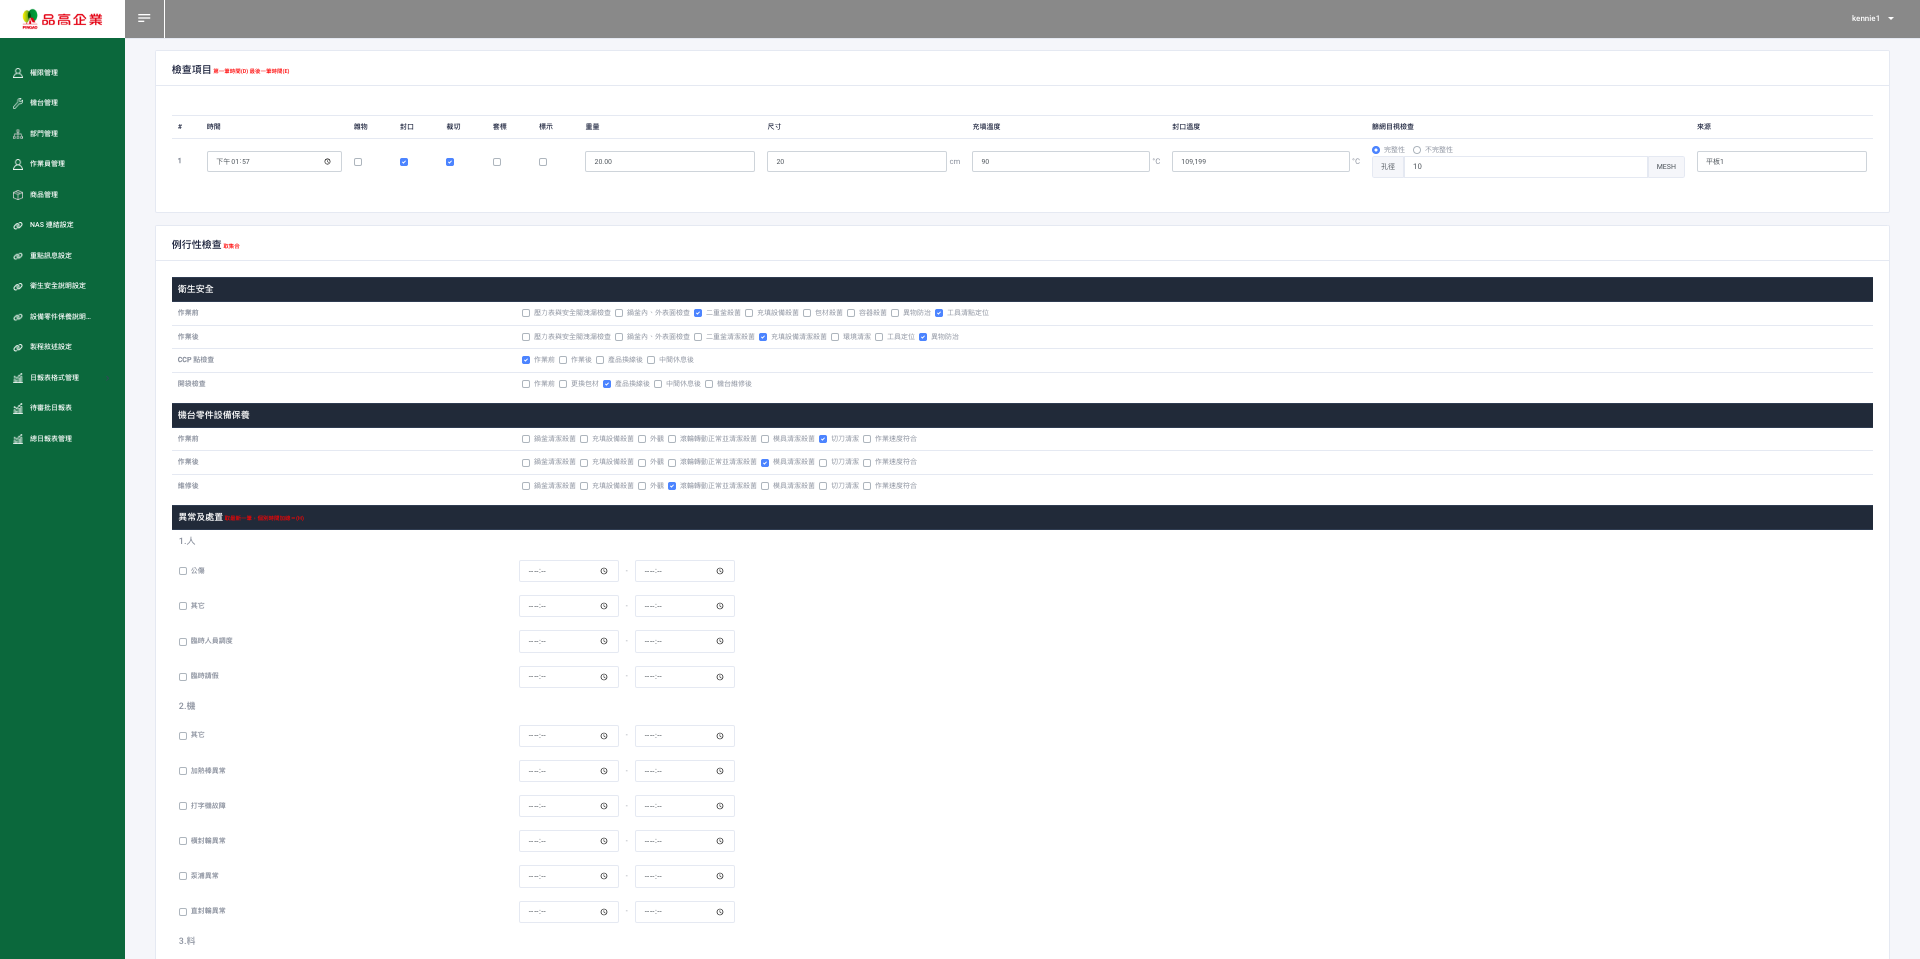 品高企業
PINGAO
kennie1
權限管理
機台管理
部門管理
作業員管理
商品管理
NAS 連結設定
重點訊息設定
衛生安全說明設定
設備零件保養說明...
製程敘述設定
日報表格式管理
待審批日報表
總日報表管理
檢查項目 第一筆時間(D) 最後一筆時間(E)
# 時間 雜物 封口 裁切 套標 標示 重量 尺寸 充填溫度 封口溫度 篩網目視檢查 來源
1 下午 01:57 20.00 20 cm 90 °C 109,199 °C 完整性 不完整性 平板1
孔徑 10 MESH
例行性檢查 取集合
衛生安全
作業前 壓力表與安全閥洩漏檢查 鍋釜內、外表面檢查 二重釜殺菌 充填設備殺菌 包材殺菌 容器殺菌 異物防治 工具清點定位
作業後 壓力表與安全閥洩漏檢查 鍋釜內、外表面檢查 二重釜清潔殺菌 充填設備清潔殺菌 環境清潔 工具定位 異物防治
CCP 點檢查 作業前 作業後 產品換線後 中間休息後
開袋檢查 作業前 更換包材 產品換線後 中間休息後 機台維修後
機台零件設備保養
作業前 鍋釜清潔殺菌 充填設備殺菌 外觀 滾輪轉動正常並清潔殺菌 模具清潔殺菌 切刀清潔 作業速度符合
作業後 鍋釜清潔殺菌 充填設備殺菌 外觀 滾輪轉動正常並清潔殺菌 模具清潔殺菌 切刀清潔 作業速度符合
維修後 鍋釜清潔殺菌 充填設備殺菌 外觀 滾輪轉動正常並清潔殺菌 模具清潔殺菌 切刀清潔 作業速度符合
異常及處置
1.人
公傷 --:-- - --:--
其它 --:-- - --:--
臨時人員調度 --:-- - --:--
臨時請假 --:-- - --:--
2.機
其它 --:-- - --:--
加熱棒異常 --:-- - --:--
打字機故障 --:-- - --:--
橫封輪異常 --:-- - --:--
泵浦異常 --:-- - --:--
直封輪異常 --:-- - --:--
3.料